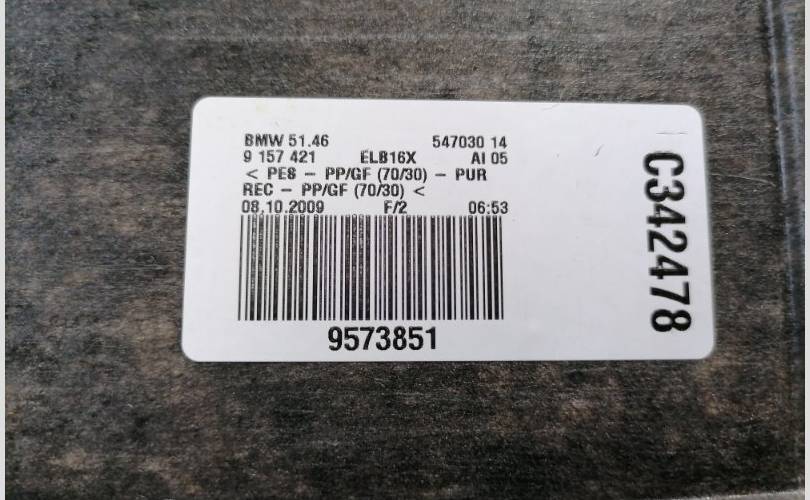 BMW 51.46 547030 14
9 157 421 ELB16X AI 05
< PES - PP/GF (70/30) - PUR
REC - PP/GF (70/30) <
08.10.2009 F/2 06:53
9573851
C342478